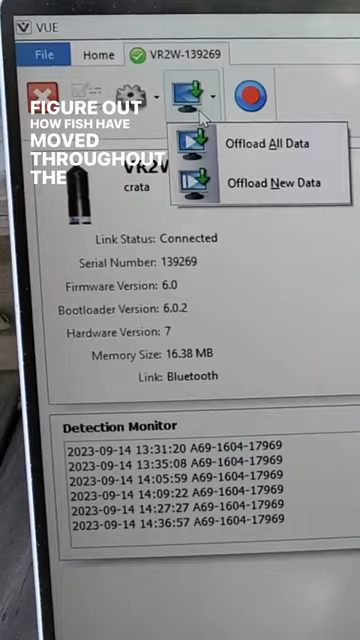 VUE
File Home VR2W-139269
FIGURE OUT
HOW FISH HAVE
MOVED
THROUGHOUT
THE
Offload All Data
Offload New Data
crata
Link Status: Connected
Serial Number: 139269
Firmware Version: 6.0
Bootloader Version: 6.0.2
Hardware Version: 7
Memory Size: 16.38 MB
Link: Bluetooth
Detection Monitor
2023-09-14 13:31:20 A69-1604-17969
2023-09-14 13:35:08 A69-1604-17969
2023-09-14 14:05:59 A69-1604-17969
2023-09-14 14:09:22 A69-1604-17969
2023-09-14 14:27:27 A69-1604-17969
2023-09-14 14:36:57 A69-1604-17969